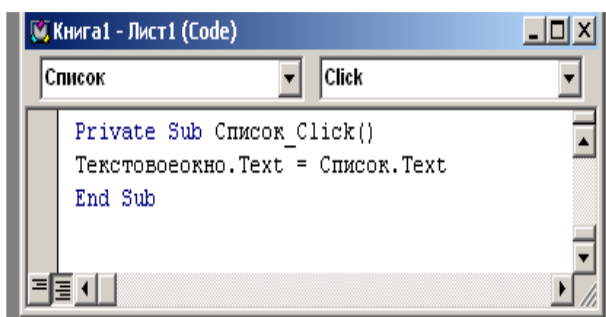 Книга1 - Лист1 (Code)
Список Click
Private Sub Список_Click()
Текстовоеокно.Text = Список.Text
End Sub